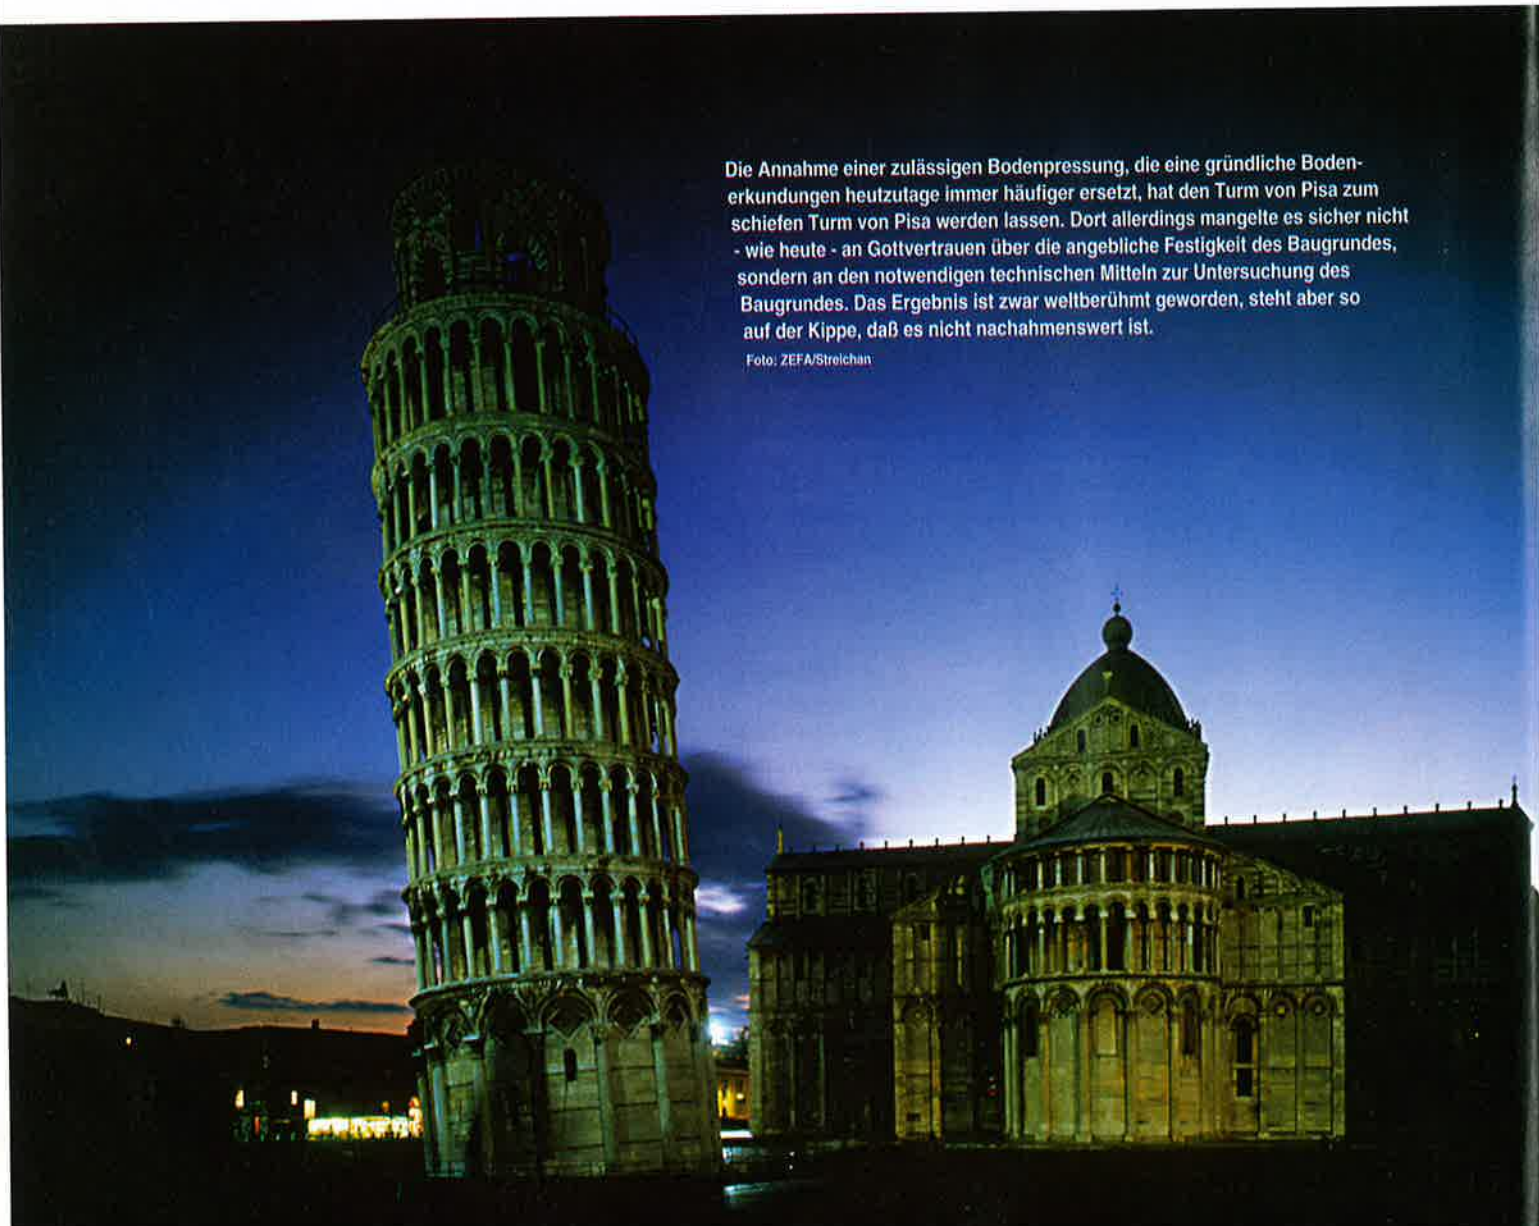 Die Annahme einer zulässigen Bodenpressung, die eine gründliche Boden-
erkundungen heutzutage immer häufiger ersetzt, hat den Turm von Pisa zum
schiefen Turm von Pisa werden lassen. Dort allerdings mangelte es sicher nicht
- wie heute - an Gottvertrauen über die angebliche Festigkeit des Baugrundes,
sondern an den notwendigen technischen Mitteln zur Untersuchung des
Baugrundes. Das Ergebnis ist zwar weltberühmt geworden, steht aber so
auf der Kippe, daß es nicht nachahmenswert ist.
Foto: ZEFA/Streichan